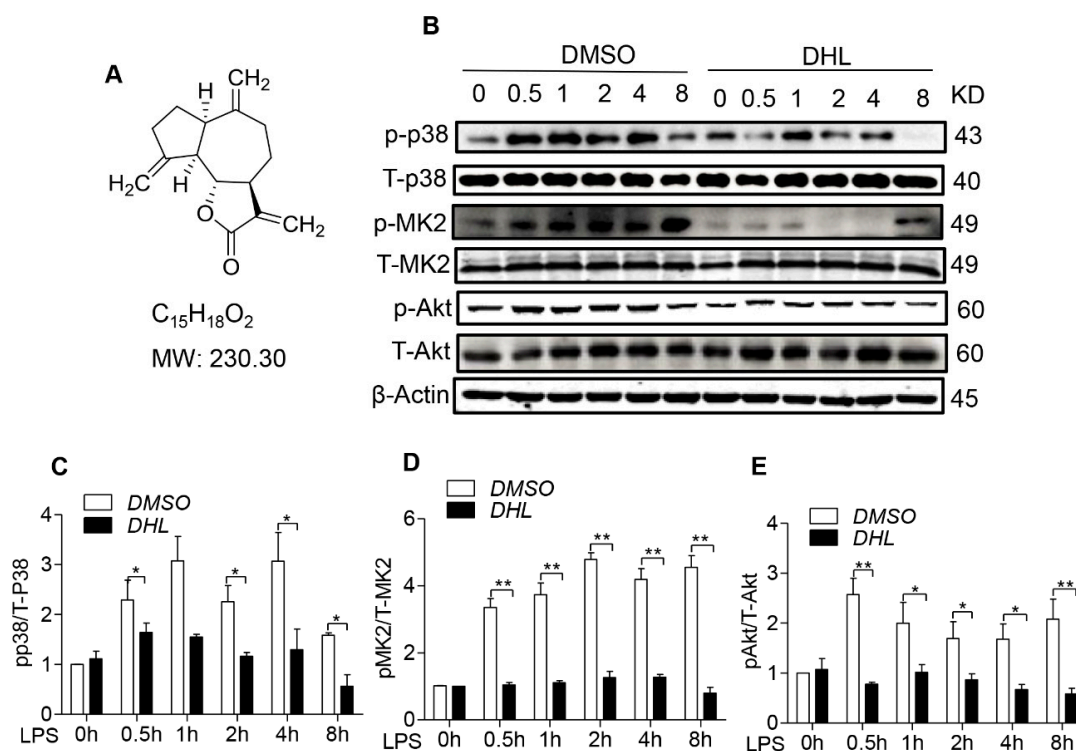 A
CH₂
H
H₂C
H
CH₂
O
O
C₁₅H₁₈O₂
MW: 230.30
B
DMSO DHL
0 0.5 1 2 4 8 0 0.5 1 2 4 8 KD
p-p38 43
T-p38 40
p-MK2 49
T-MK2 49
p-Akt 60
T-Akt 60
β-Actin 45
C
DMSO
DHL
pp38/T-P38
4
3
2
1
0
* * * *
LPS 0h 0.5h 1h 2h 4h 8h
D
DMSO
DHL
pMK2/T-MK2
6
4
2
0
** ** ** ** **
LPS 0h 0.5h 1h 2h 4h 8h
E
DMSO
DHL
pAkt/T-Akt
4
3
2
1
0
** * * * **
LPS 0h 0.5h 1h 2h 4h 8h